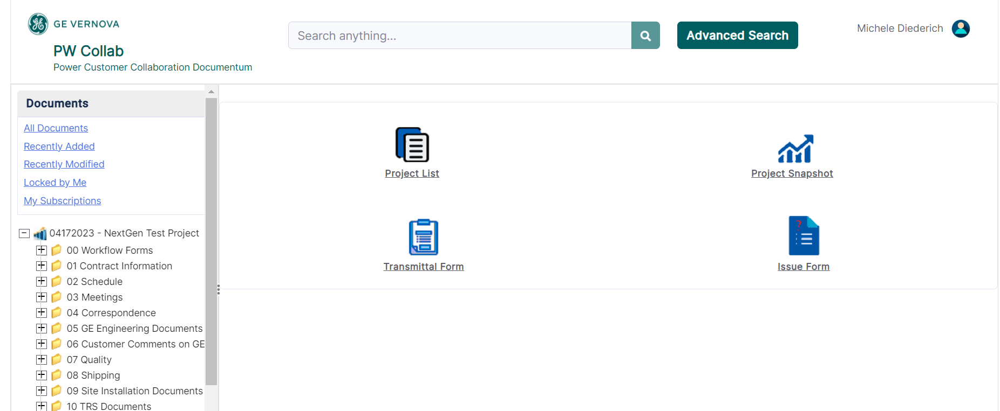 GE VERNOVA
PW Collab
Power Customer Collaboration Documentum
Search anything...
Advanced Search
Michele Diederich
Documents
All Documents
Recently Added
Recently Modified
Locked by Me
My Subscriptions
04172023 - NextGen Test Project
00 Workflow Forms
01 Contract Information
02 Schedule
03 Meetings
04 Correspondence
05 GE Engineering Documents
06 Customer Comments on GE
07 Quality
08 Shipping
09 Site Installation Documents
10 TRS Documents
Project List
Project Snapshot
Transmittal Form
?
Issue Form